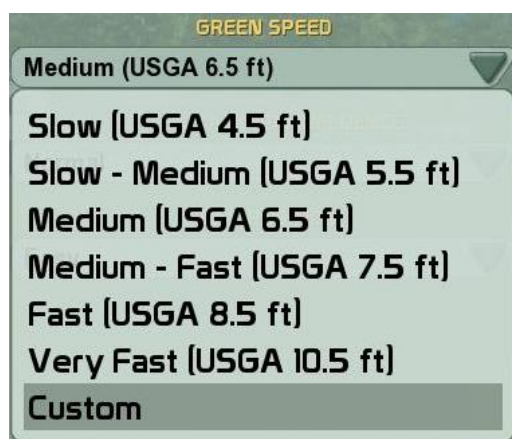 GREEN SPEED
Medium (USGA 6.5 ft)
Slow (USGA 4.5 ft)
Slow - Medium (USGA 5.5 ft)
Medium (USGA 6.5 ft)
Medium - Fast (USGA 7.5 ft)
Fast (USGA 8.5 ft)
Very Fast (USGA 10.5 ft)
Custom